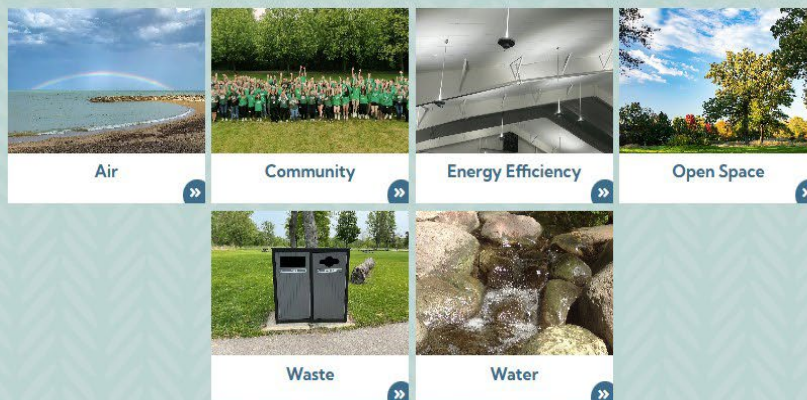 Air
Community
Energy Efficiency
Open Space
Waste
Water